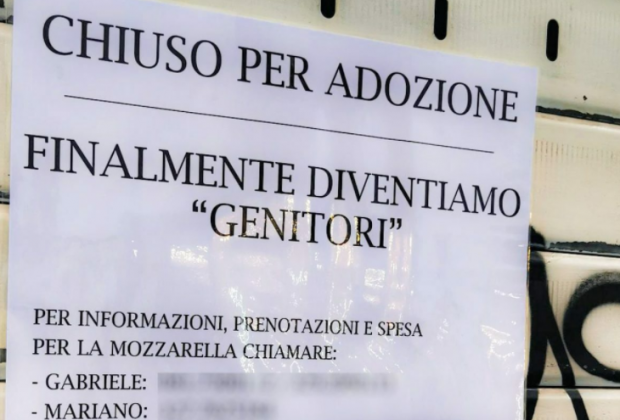 CHIUSO PER ADOZIONE
FINALMENTE DIVENTIAMO
“GENITORI”
PER INFORMAZIONI, PRENOTAZIONI E SPESA
PER LA MOZZARELLA CHIAMARE:
- GABRIELE:
- MARIANO: